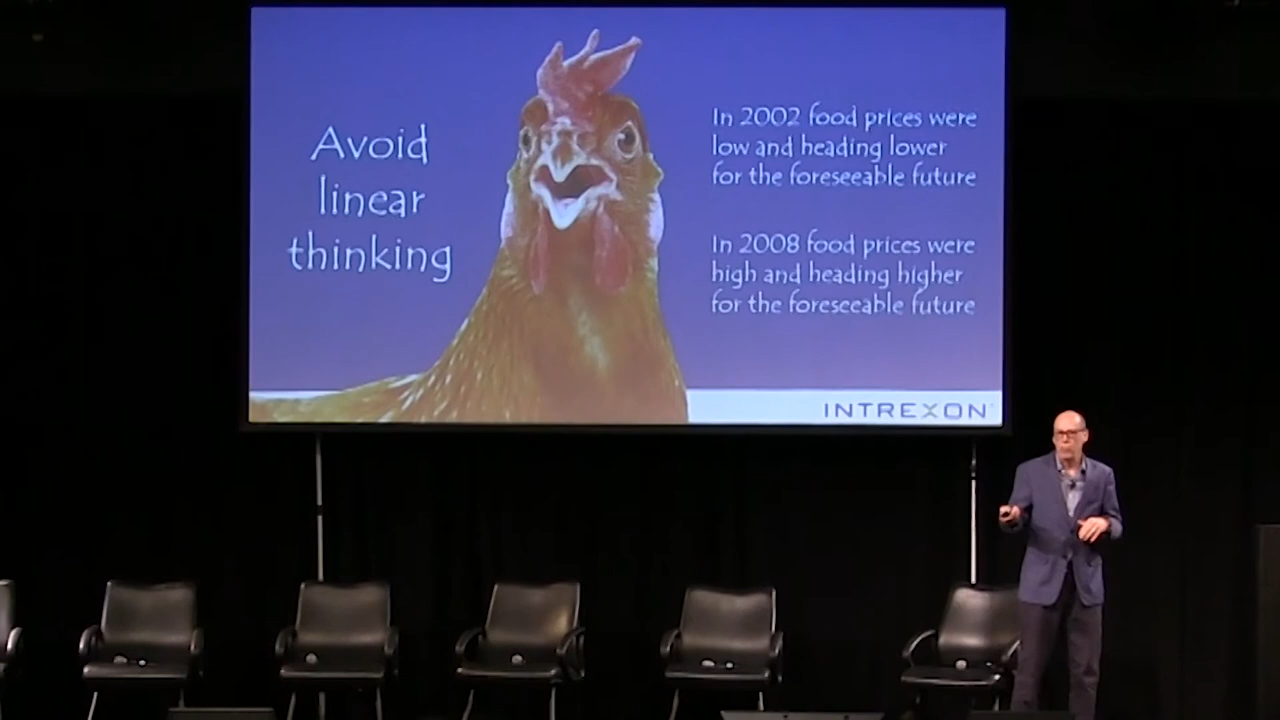 Avoid
linear
thinking
In 2002 food prices were
low and heading lower
for the foreseeable future
In 2008 food prices were
high and heading higher
for the foreseeable future
INTREXON